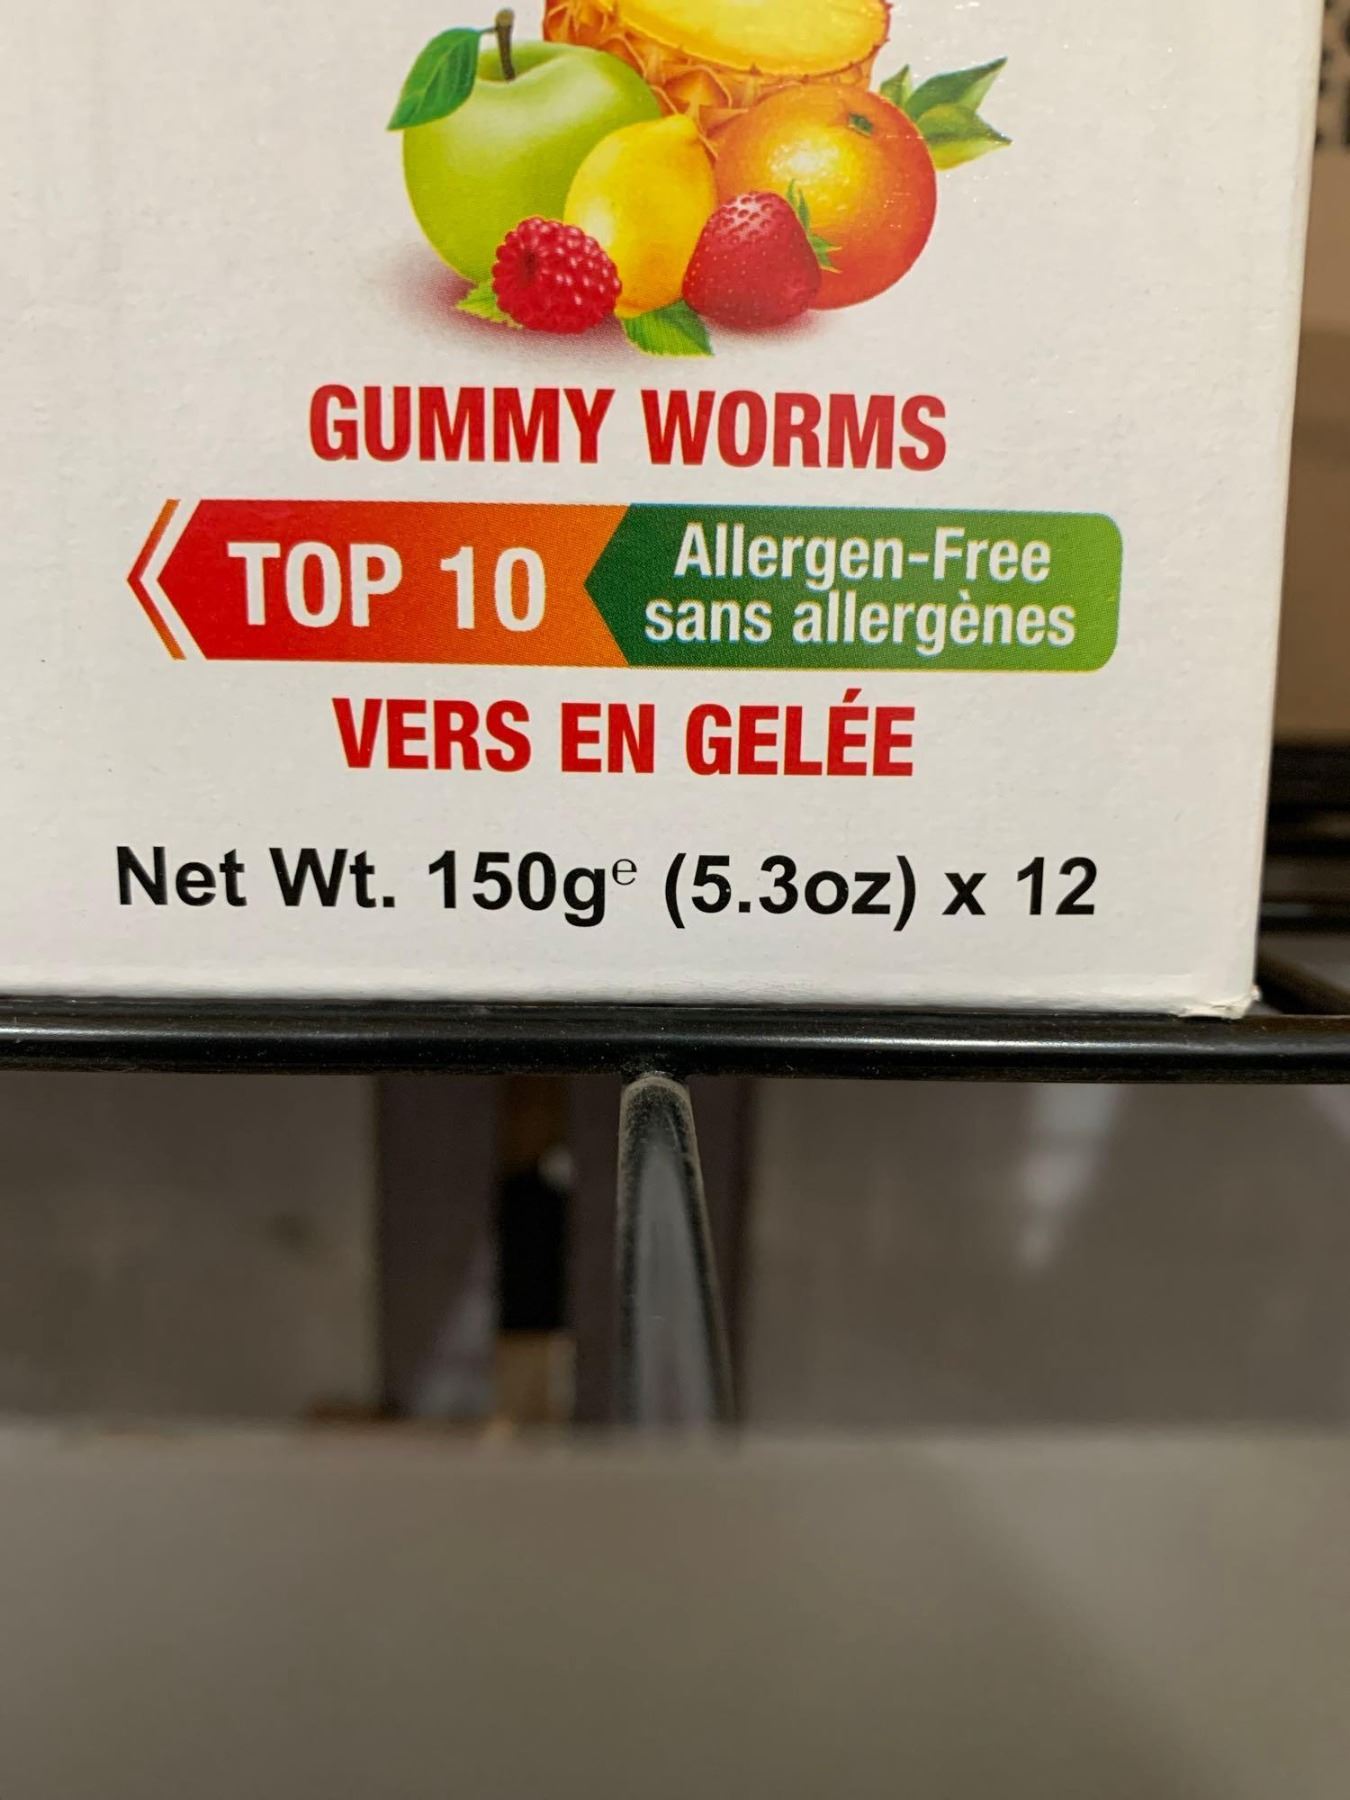 GUMMY WORMS
TOP 10
Allergen-Free
sans allergènes
VERS EN GELÉE
Net Wt. 150g℮ (5.3oz) x 12